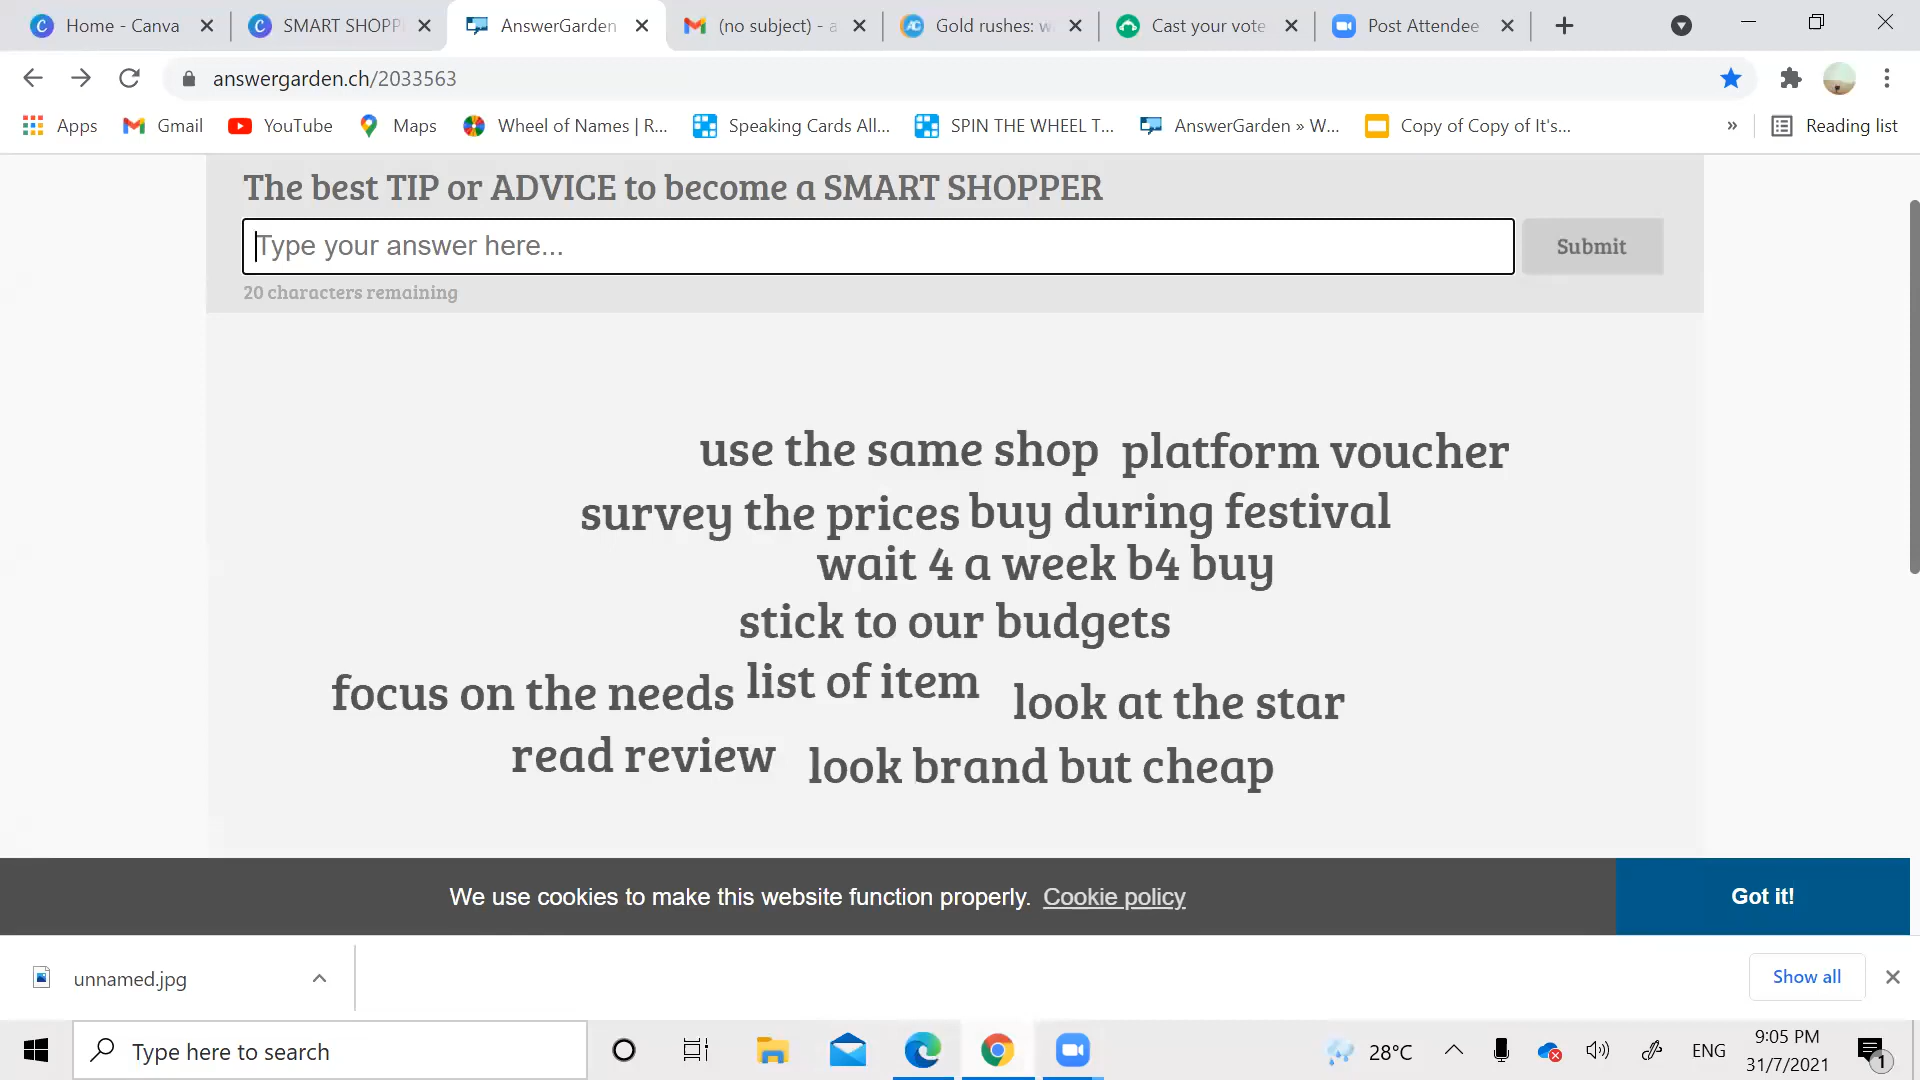 Home - Canva
SMART SHOPP
AnswerGarden
(no subject) - a
Gold rushes: w
Cast your vote
Post Attendee
answergarden.ch/2033563
Apps
Gmail
YouTube
Maps
Wheel of Names | R...
Speaking Cards All...
SPIN THE WHEEL T...
AnswerGarden » W...
Copy of Copy of It's...
»
Reading list
The best TIP or ADVICE to become a SMART SHOPPER
Type your answer here...
Submit
20 characters remaining
use the same shop platform voucher
survey the prices buy during festival
wait 4 a week b4 buy
stick to our budgets
focus on the needs list of item look at the star
read review look brand but cheap
We use cookies to make this website function properly. Cookie policy
Got it!
unnamed.jpg
Show all
Type here to search
28°C
ENG
9:05 PM
31/7/2021
1